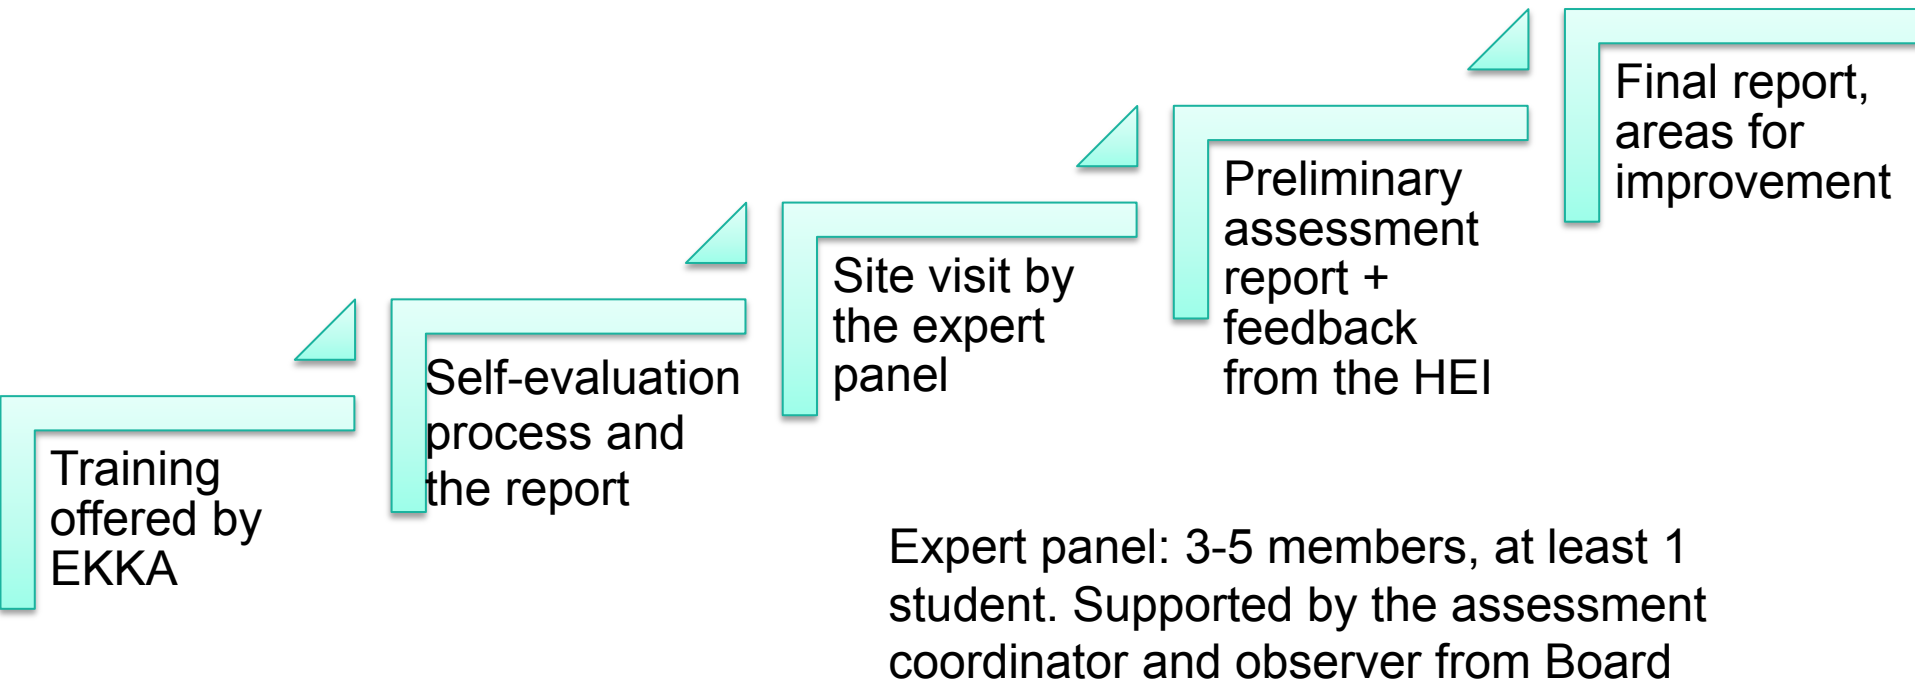 Training
offered by
EKKA
Self-evaluation
process and
the report
Site visit by
the expert
panel
Preliminary
assessment
report +
feedback
from the HEI
Final report,
areas for
improvement
Expert panel: 3-5 members, at least 1
student. Supported by the assessment
coordinator and observer from Board